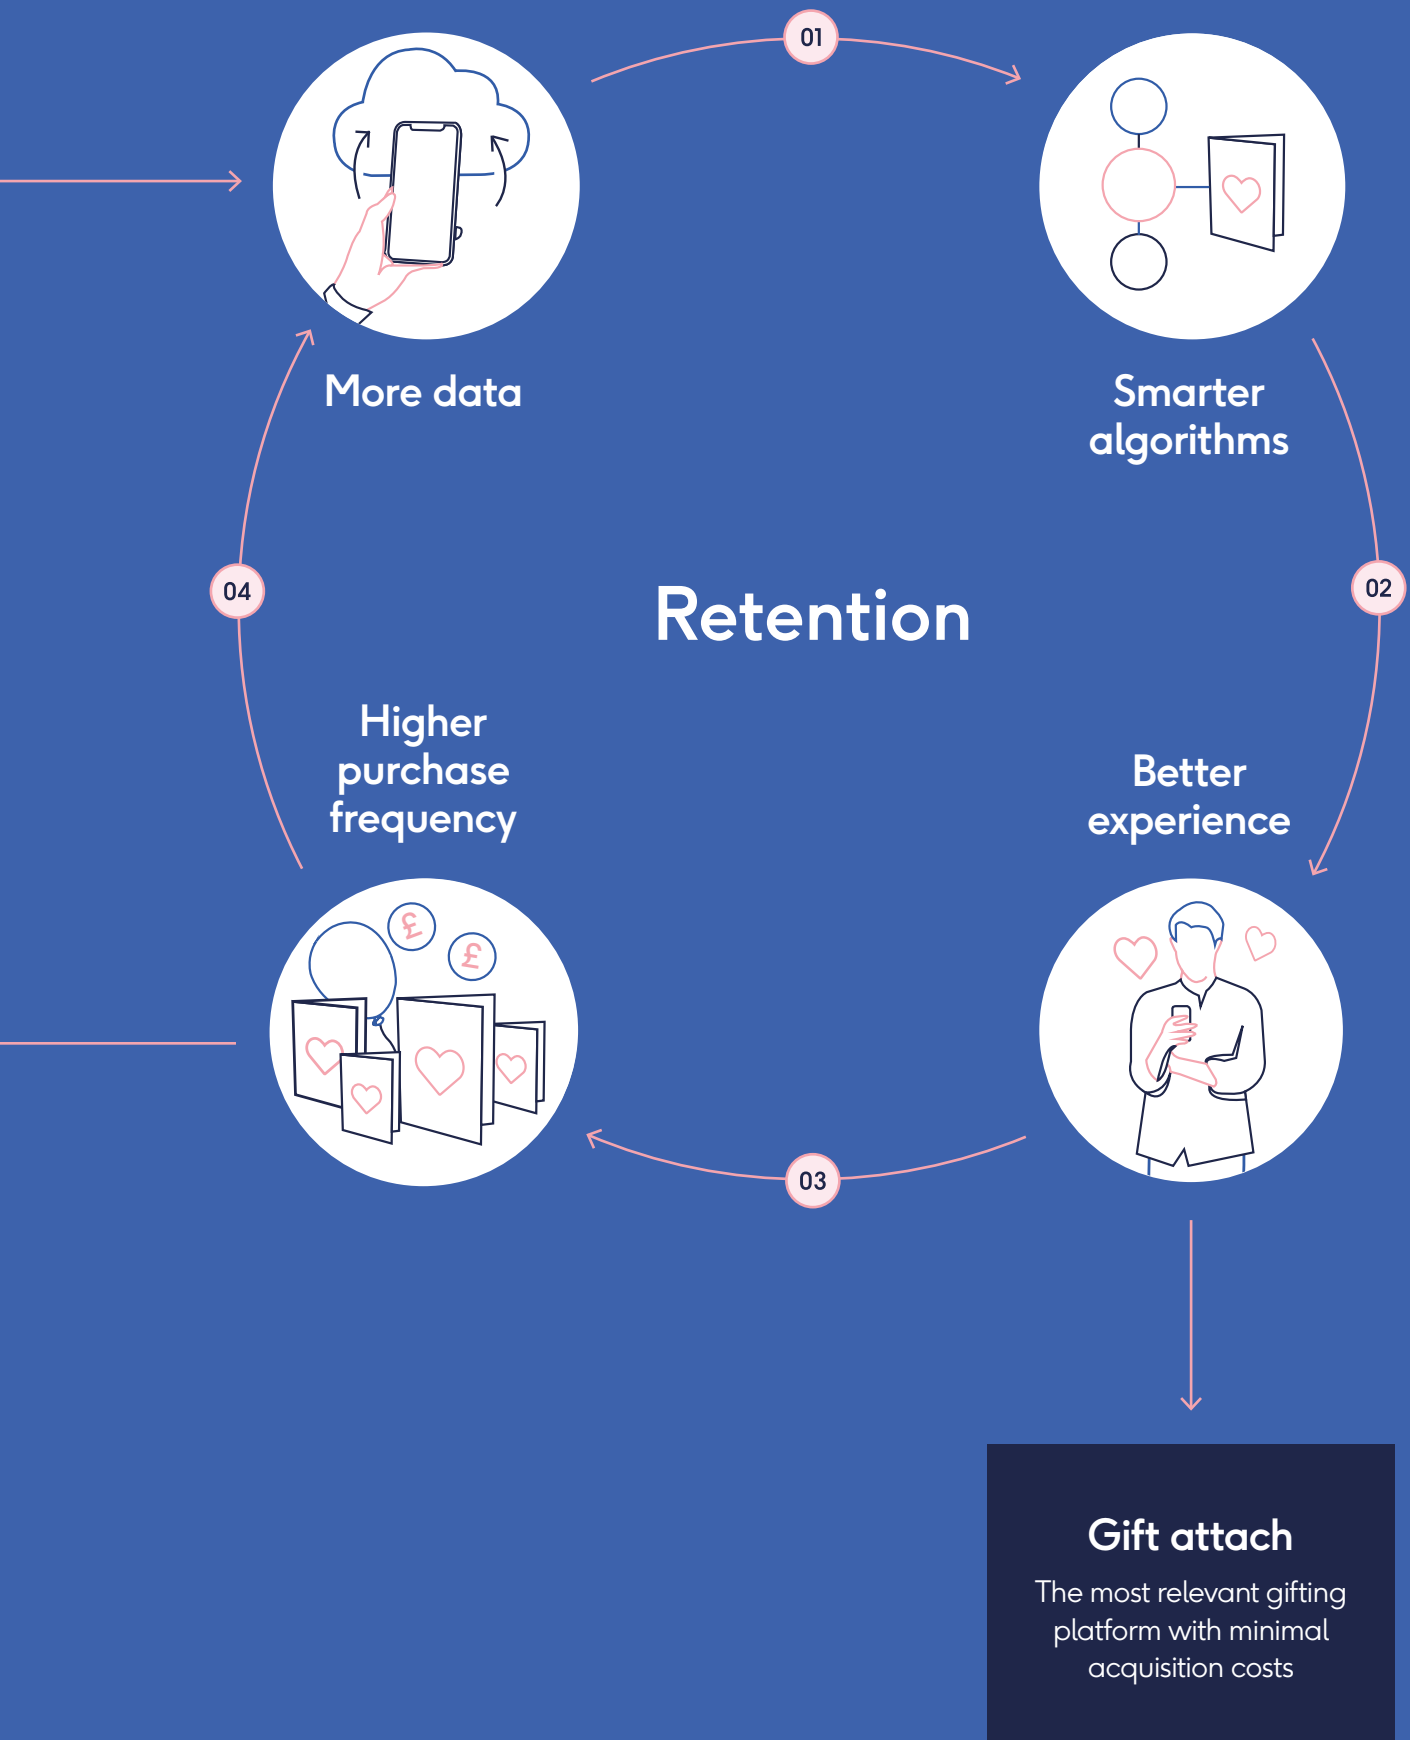 01
More data
Smarter
algorithms
04
Retention
02
Higher
purchase
frequency
Better
experience
£
£
03
Gift attach
The most relevant gifting
platform with minimal
acquisition costs